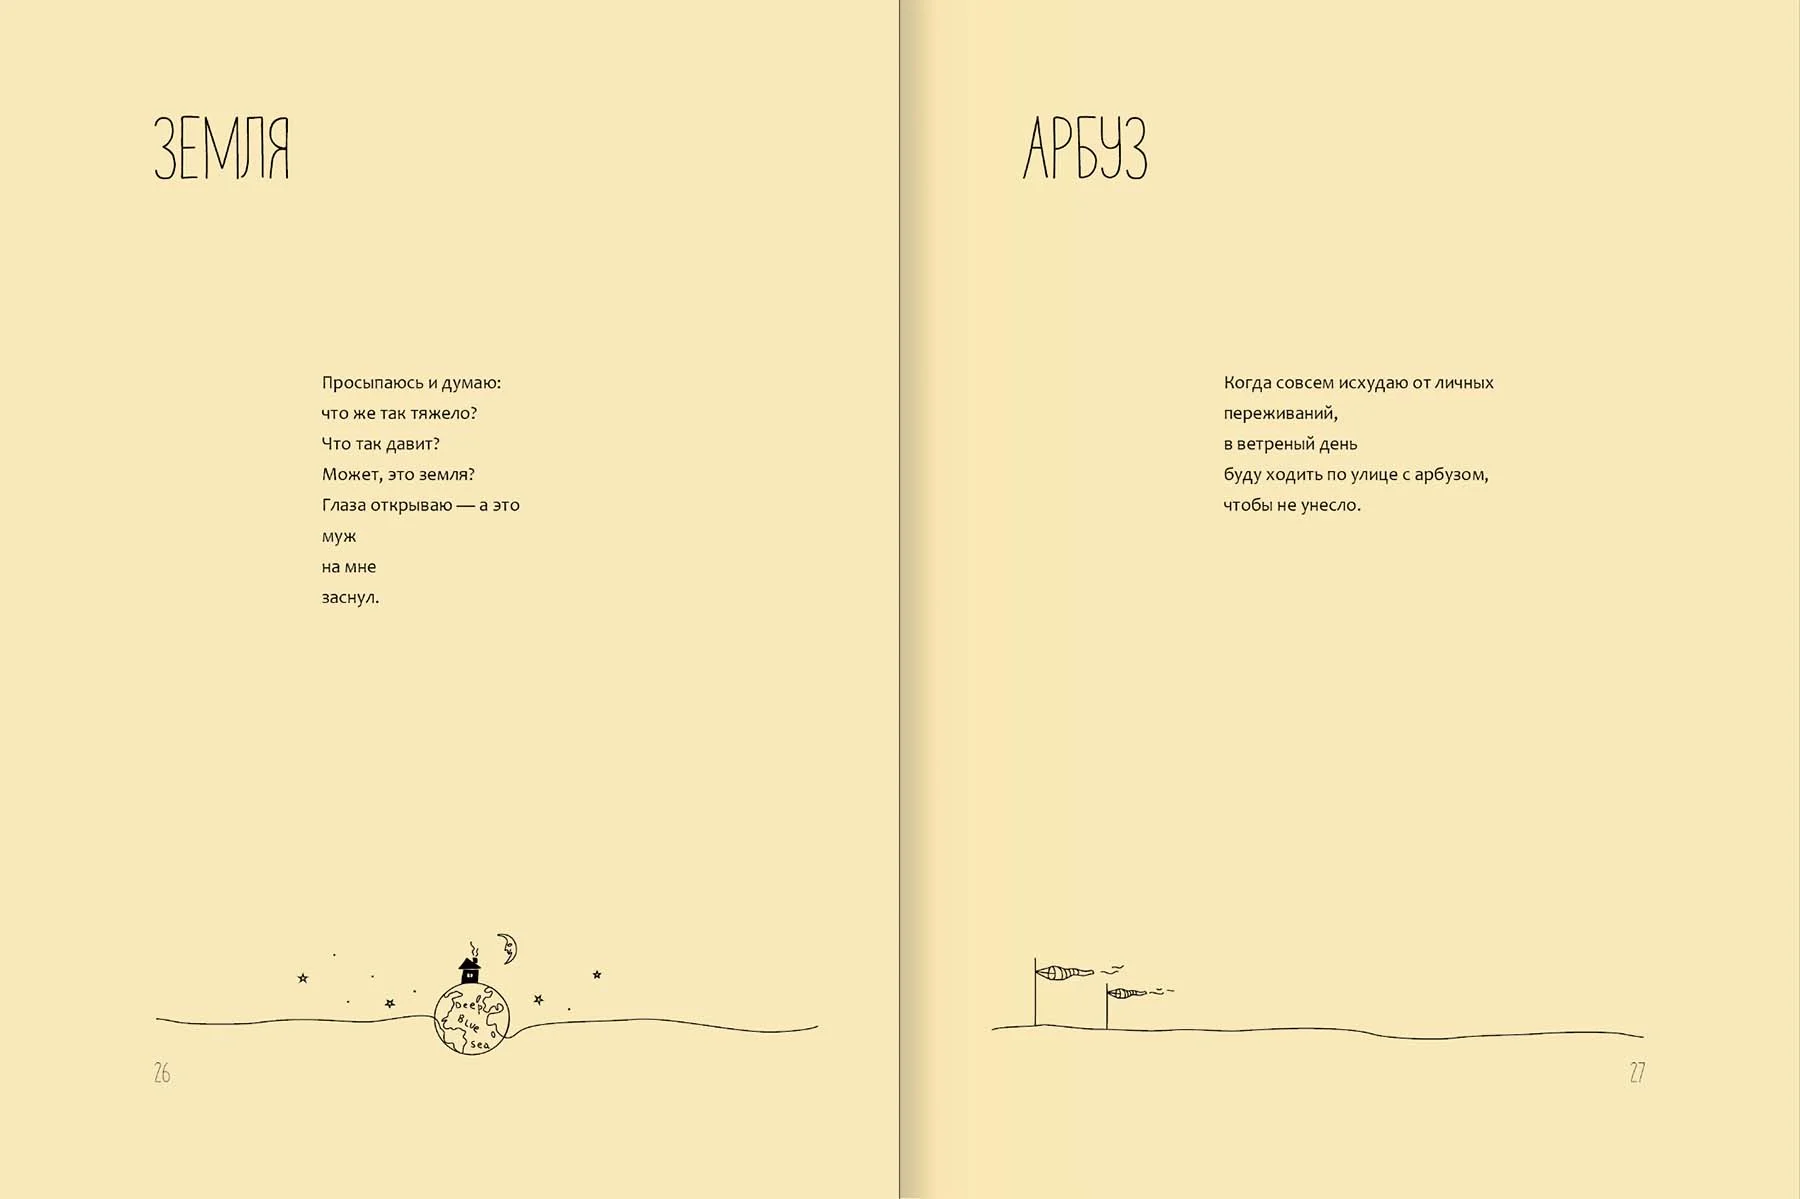 ЗЕМЛЯ
Просыпаюсь и думаю:
что же так тяжело?
Что так давит?
Может, это земля?
Глаза открываю — а это
муж
на мне
заснул.
Deep
Blue
sea
26
АРБУЗ
Когда совсем исхудаю от личных
переживаний,
в ветреный день
буду ходить по улице с арбузом,
чтобы не унесло.
27